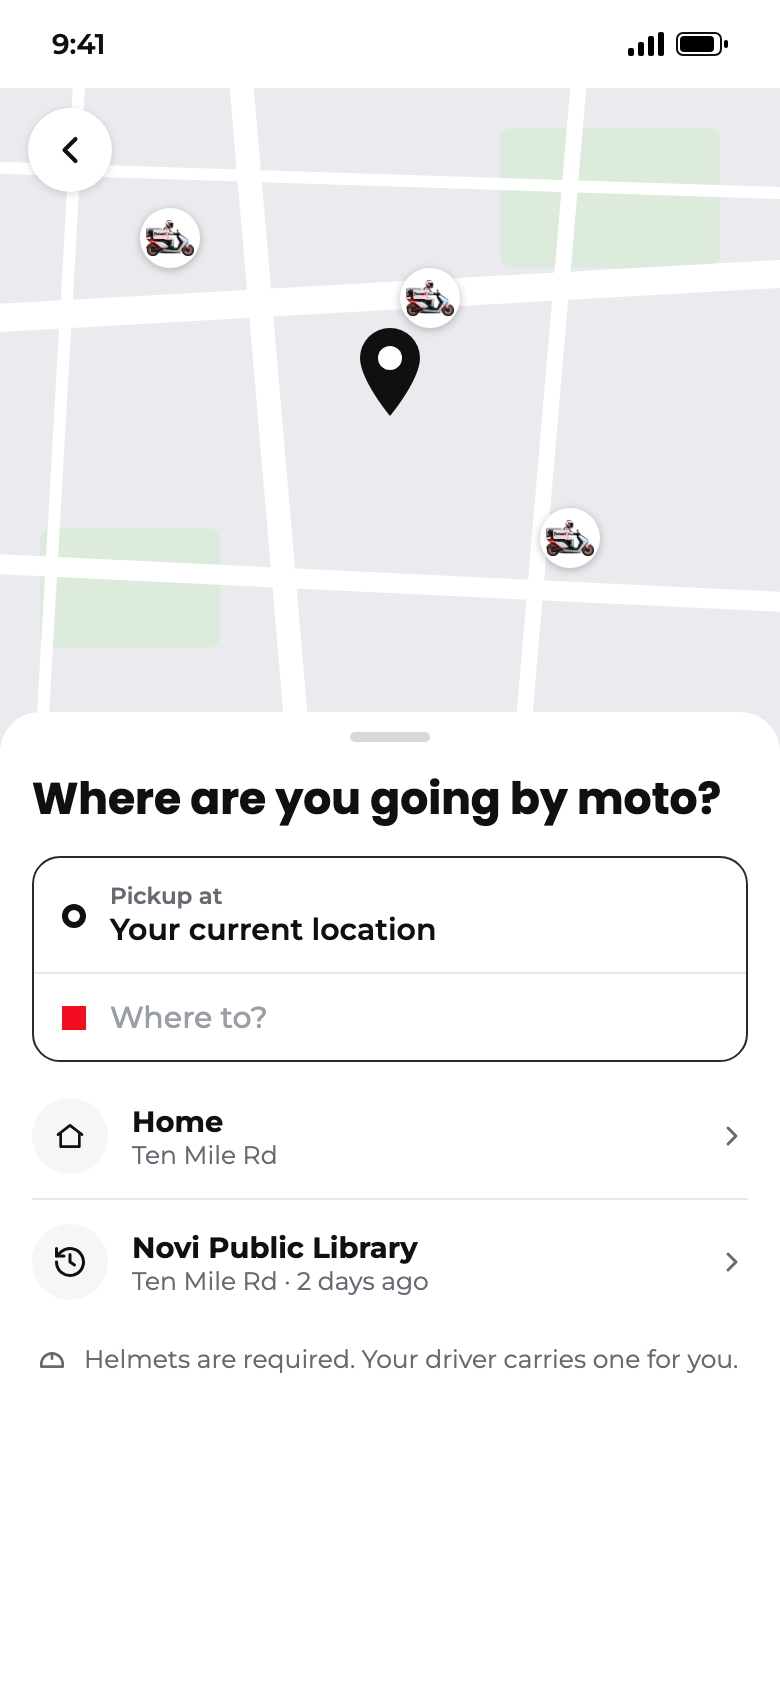 9:41
Where are you going by moto?
Pickup at
Your current location
Where to?
Home
Ten Mile Rd
Novi Public Library
Ten Mile Rd · 2 days ago
Helmets are required. Your driver carries one for you.